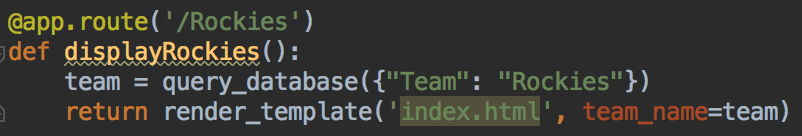 @app.route('/Rockies')
def displayRockies():
    team = query_database({"Team": "Rockies"})
    return render_template('index.html', team_name=team)